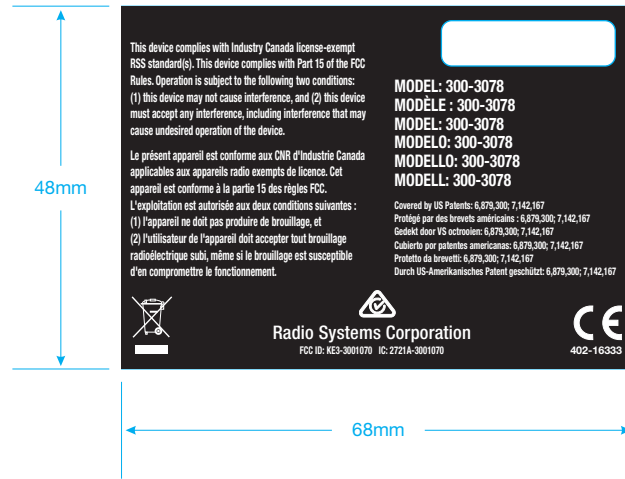 This device complies with Industry Canada license-exempt
RSS standard(s). This device complies with Part 15 of the FCC
Rules. Operation is subject to the following two conditions:
(1) this device may not cause interference, and (2) this device
must accept any interference, including interference that may
cause undesired operation of the device.
Le présent appareil est conforme aux CNR d'Industrie Canada
applicables aux appareils radio exempts de licence. Cet
appareil est conforme à la partie 15 des règles FCC.
L'exploitation est autorisée aux deux conditions suivantes :
(1) l'appareil ne doit pas produire de brouillage, et
(2) l'utilisateur de l'appareil doit accepter tout brouillage
radioélectrique subi, même si le brouillage est susceptible
d'en compromettre le fonctionnement.
MODEL: 300-3078
MODÈLE : 300-3078
MODEL: 300-3078
MODELO: 300-3078
MODELLO: 300-3078
MODELL: 300-3078
Covered by US Patents: 6,879,300; 7,142,167
Protégé par des brevets américains : 6,879,300; 7,142,167
Gedekt door VS octrooien: 6,879,300; 7,142,167
Cubierto por patentes americanas: 6,879,300; 7,142,167
Protetto da brevetti: 6,879,300; 7,142,167
Durch US-Amerikanisches Patent geschützt: 6,879,300; 7,142,167
48mm
Radio Systems Corporation
FCC ID: KE3-3001070 IC: 2721A-3001070
CE
402-16333
68mm